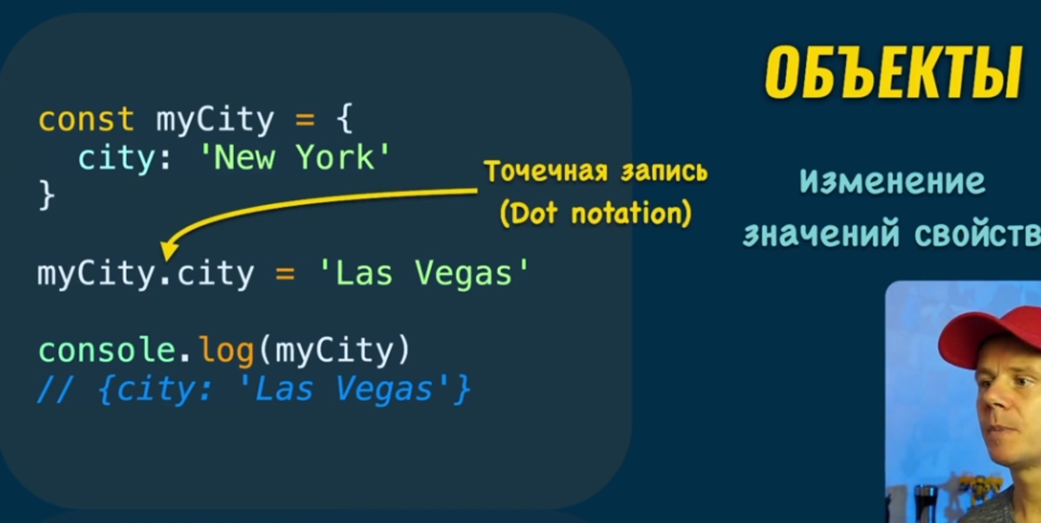 const myCity = {
city: 'New York'
}
myCity.city = 'Las Vegas'
console.log(myCity)
// {city: 'Las Vegas'}
Точечная запись
(Dot notation)
ОБЪЕКТЫ
Изменение
значений свойств